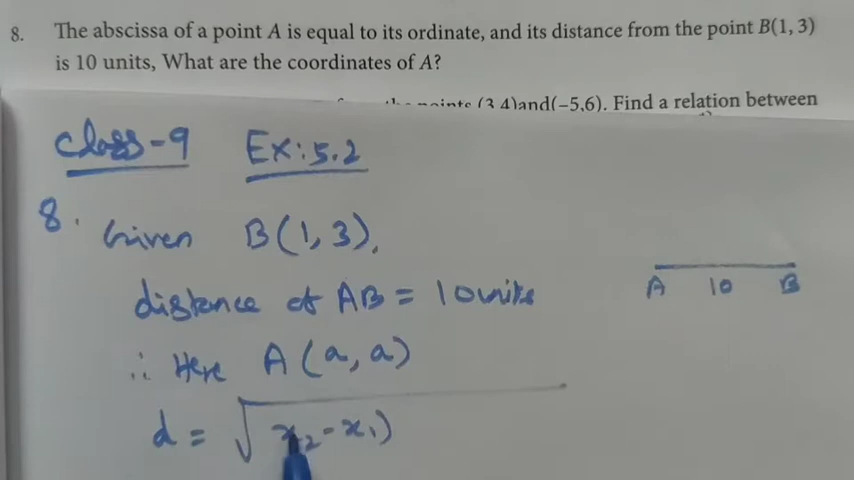 8. The abscissa of a point A is equal to its ordinate, and its distance from the point B(1, 3)
is 10 units, What are the coordinates of A?
points (3,4)and(−5,6). Find a relation between
Class-9 Ex:5.2
8. Given B(1, 3),
distance of AB = 10 units
A 10 B
∴ Here A (a, a)
d = √ x₂ - x₁)